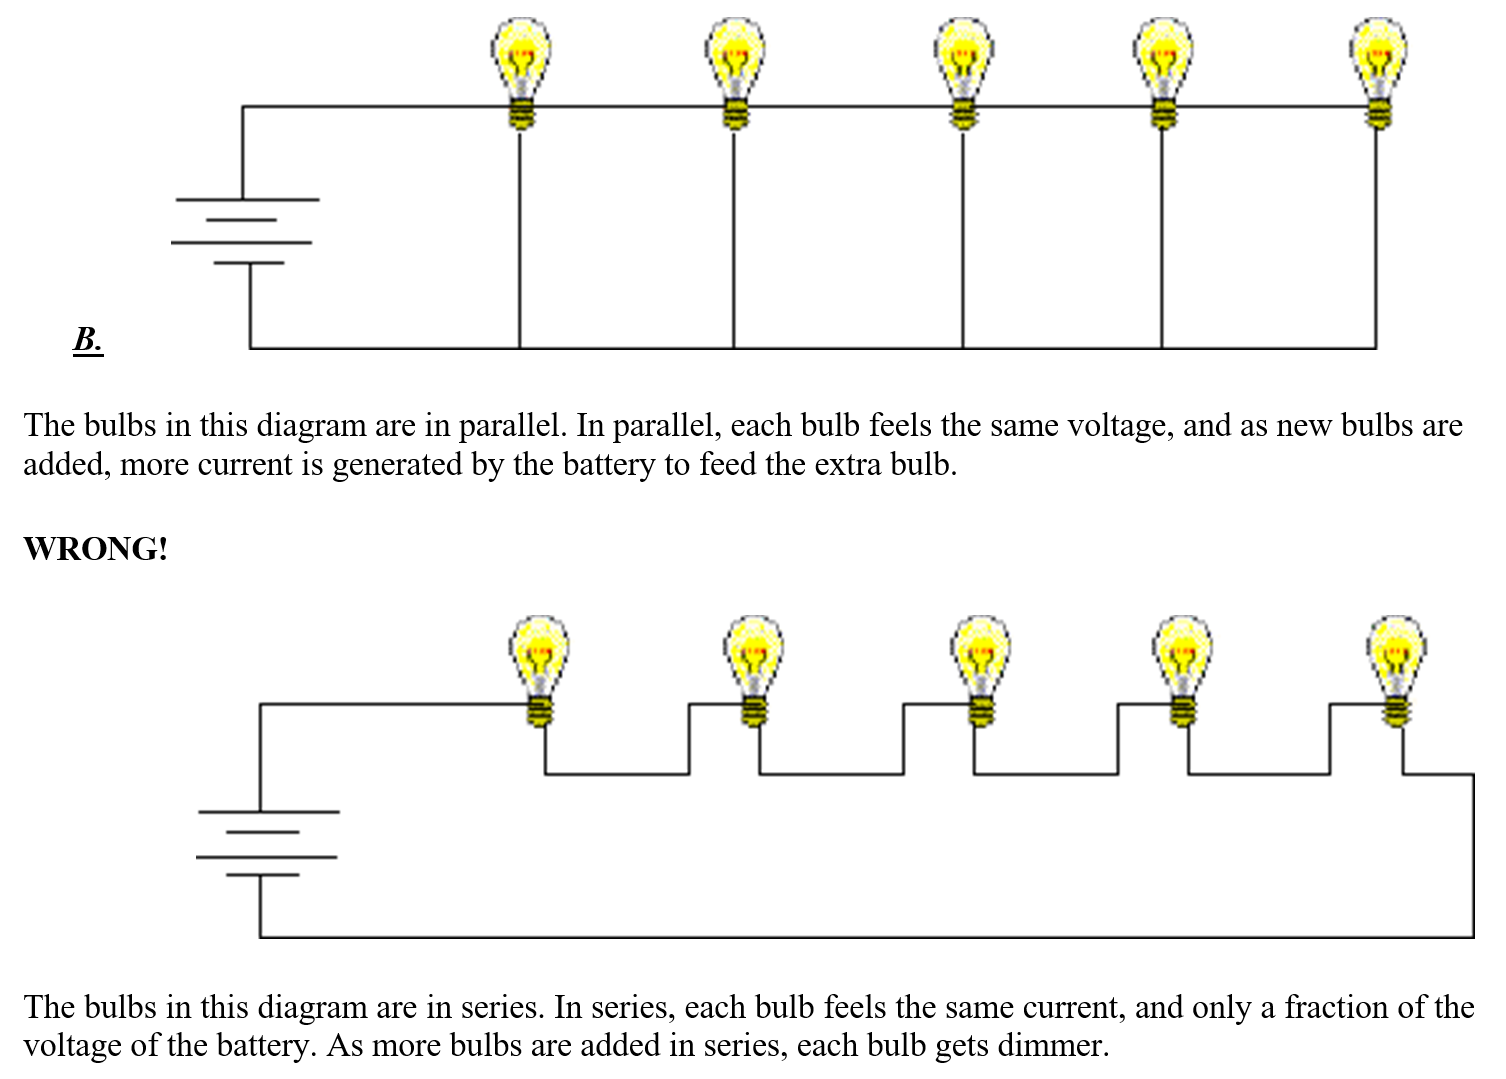 B.
The bulbs in this diagram are in parallel. In parallel, each bulb feels the same voltage, and as new bulbs are
added, more current is generated by the battery to feed the extra bulb.
WRONG!
The bulbs in this diagram are in series. In series, each bulb feels the same current, and only a fraction of the
voltage of the battery. As more bulbs are added in series, each bulb gets dimmer.